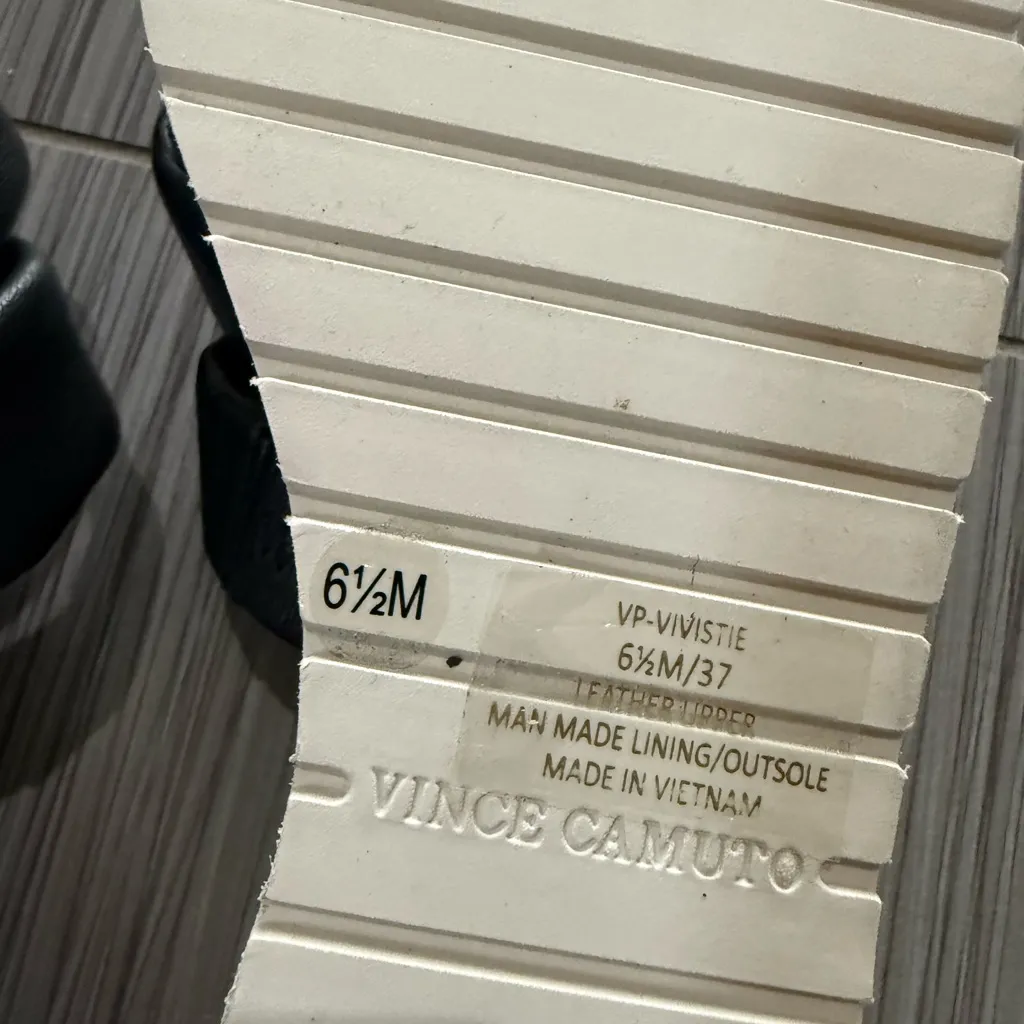 6½M
VP-VIVISTIE
6½M/37
LEATHER UPPER
MAN MADE LINING/OUTSOLE
MADE IN VIETNAM
VINCE CAMUTO